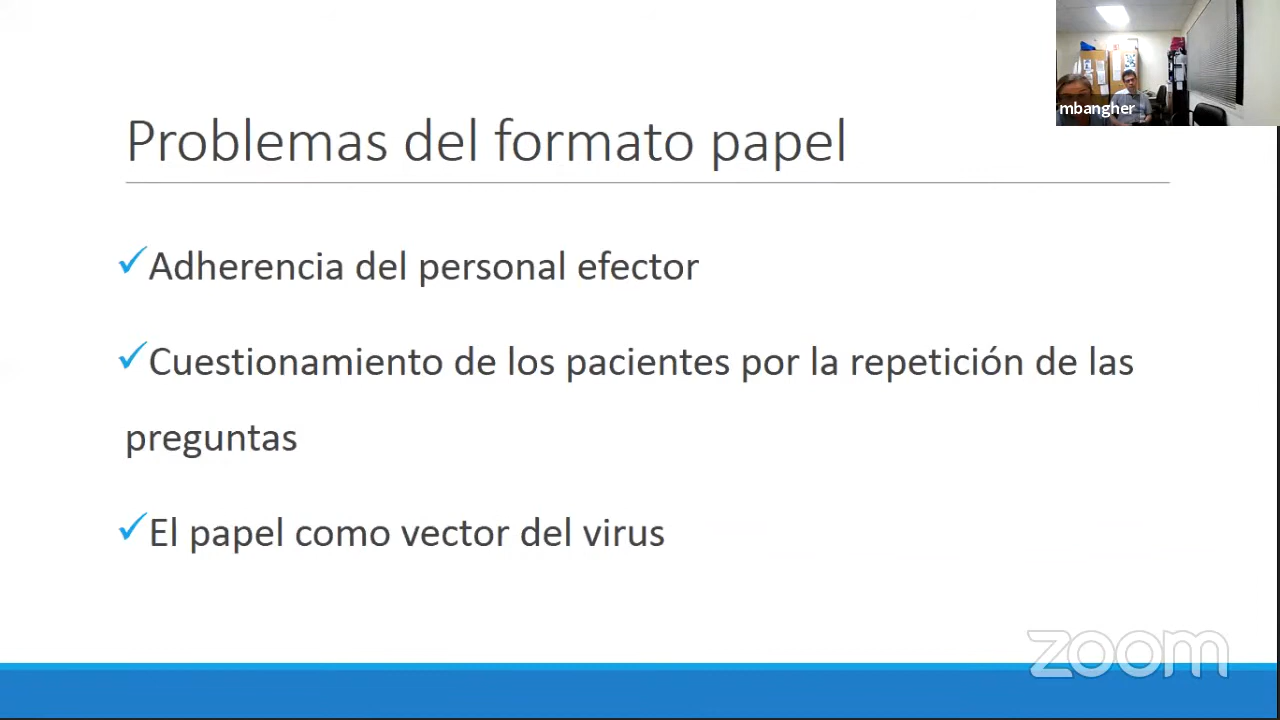 mbangher
Problemas del formato papel
✓Adherencia del personal efector
✓Cuestionamiento de los pacientes por la repetición de las
preguntas
✓El papel como vector del virus
zoom